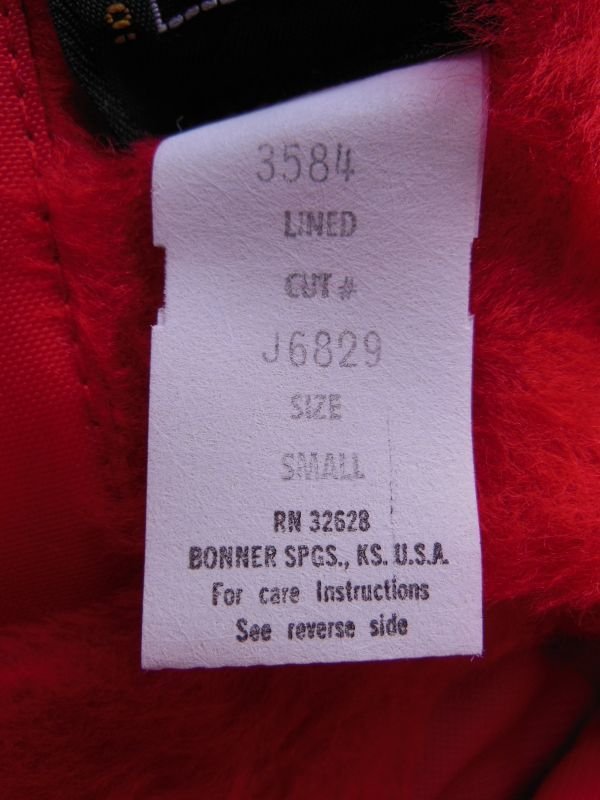 3584
LINED
CUT #
J6829
SIZE
SMALL
RN 32628
BONNER SPGS., KS. U.S.A.
For care Instructions
See reverse side